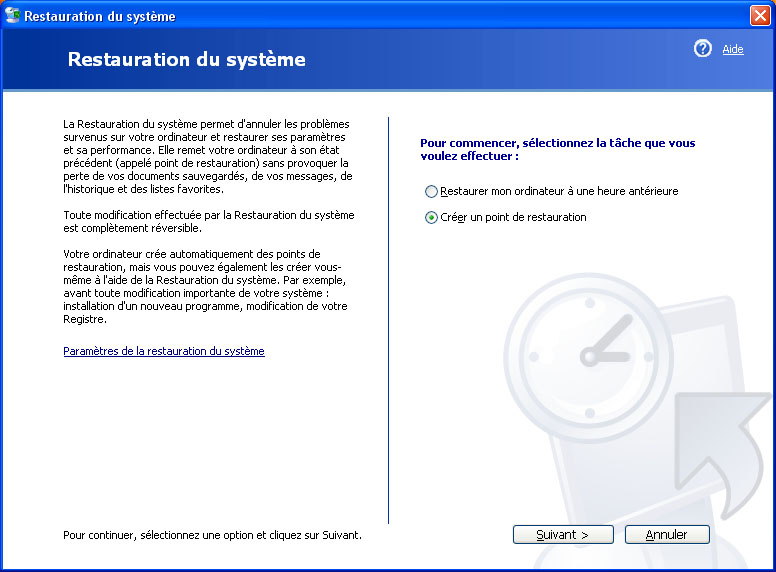 Restauration du système
Restauration du système
Aide
La Restauration du système permet d'annuler les problèmes
survenus sur votre ordinateur et restaurer ses paramètres
et sa performance. Elle remet votre ordinateur à son état
précédent (appelé point de restauration) sans provoquer la
perte de vos documents sauvegardés, de vos messages, de
l'historique et des listes favorites.
Toute modification effectuée par la Restauration du système
est complètement réversible.
Votre ordinateur crée automatiquement des points de
restauration, mais vous pouvez également les créer vous-
même à l'aide de la Restauration du système. Par exemple,
avant toute modification importante de votre système :
installation d'un nouveau programme, modification de votre
Registre.
Paramètres de la restauration du système
Pour commencer, sélectionnez la tâche que vous
voulez effectuer :
Restaurer mon ordinateur à une heure antérieure
Créer un point de restauration
Pour continuer, sélectionnez une option et cliquez sur Suivant.
Suivant >
Annuler